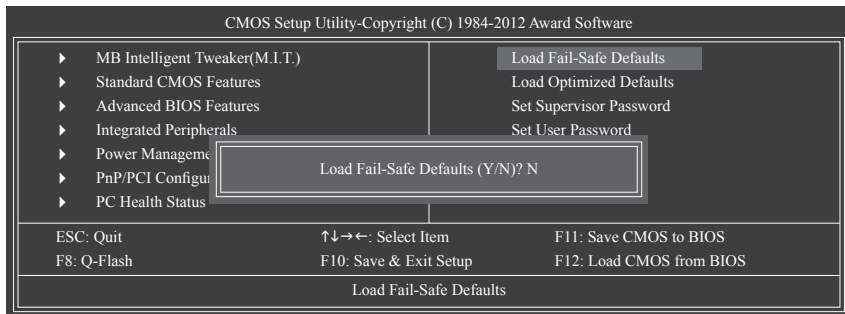 CMOS Setup Utility-Copyright (C) 1984-2012 Award Software
MB Intelligent Tweaker(M.I.T.)
Standard CMOS Features
Advanced BIOS Features
Integrated Peripherals
Power Manageme
PnP/PCI Configur
PC Health Status
Load Fail-Safe Defaults
Load Optimized Defaults
Set Supervisor Password
Set User Password
Load Fail-Safe Defaults (Y/N)? N
ESC: Quit ↑↓→←: Select Item F11: Save CMOS to BIOS
F8: Q-Flash F10: Save & Exit Setup F12: Load CMOS from BIOS
Load Fail-Safe Defaults